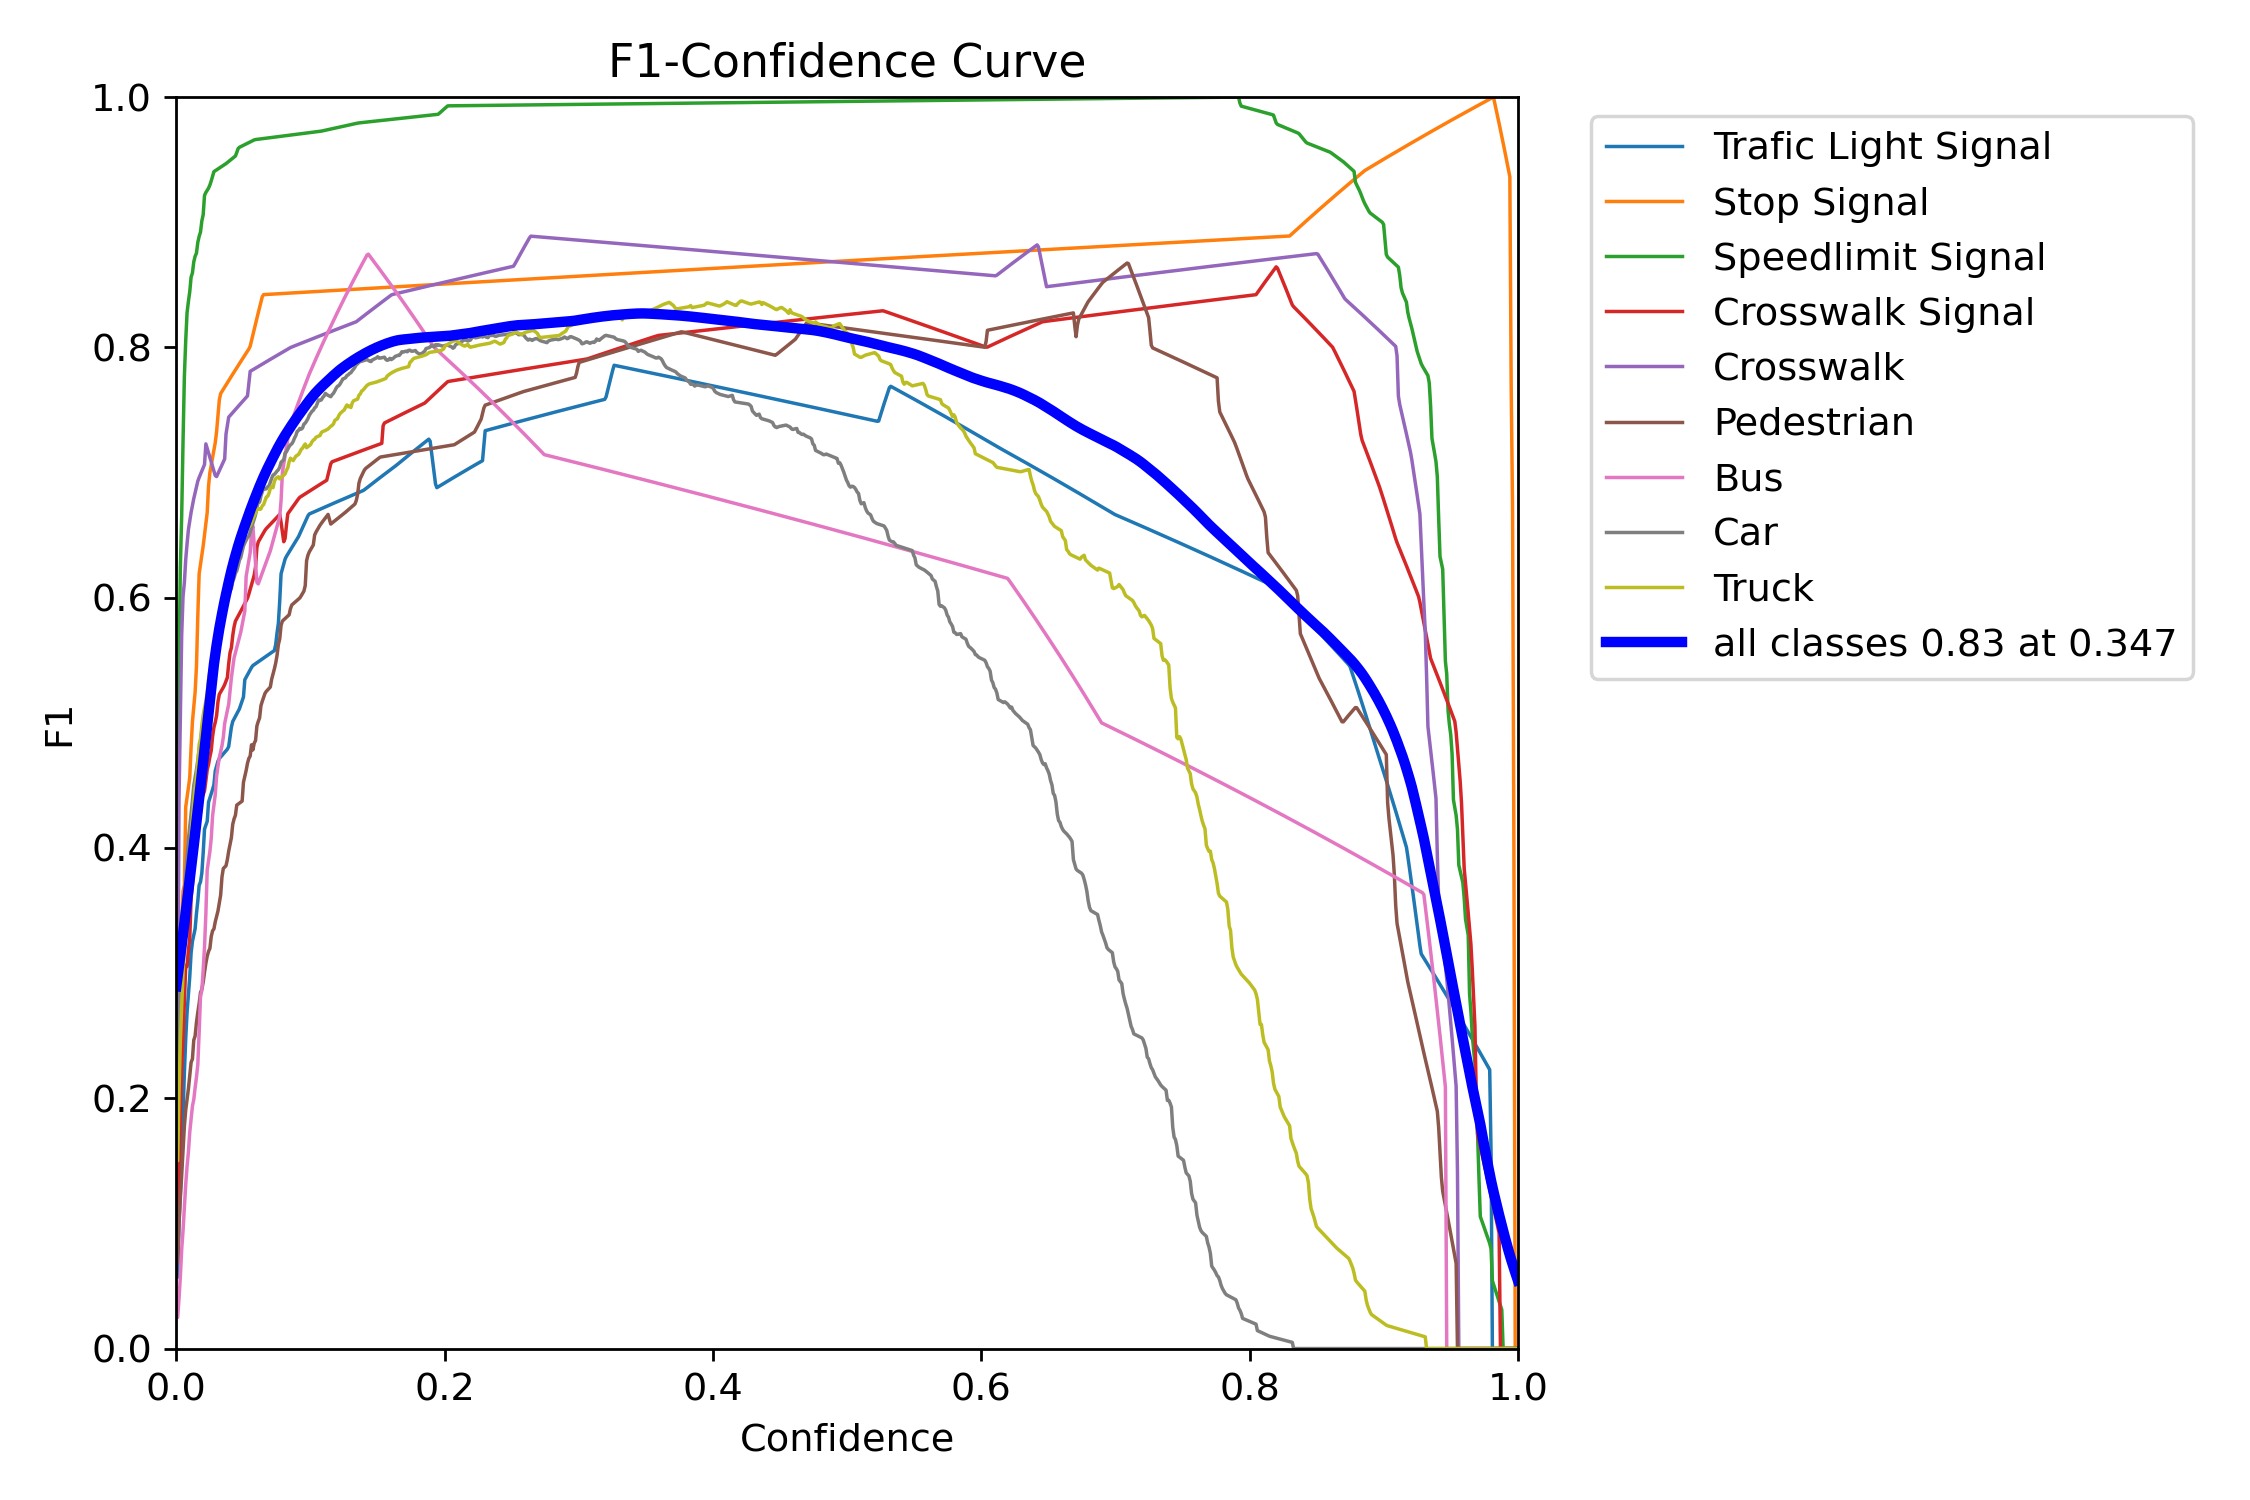 F1-Confidence Curve
1.0
0.8
0.6
0.4
0.2
0.0
F1
0.0 0.2 0.4 0.6 0.8 1.0
Confidence
Trafic Light Signal
Stop Signal
Speedlimit Signal
Crosswalk Signal
Crosswalk
Pedestrian
Bus
Car
Truck
all classes 0.83 at 0.347